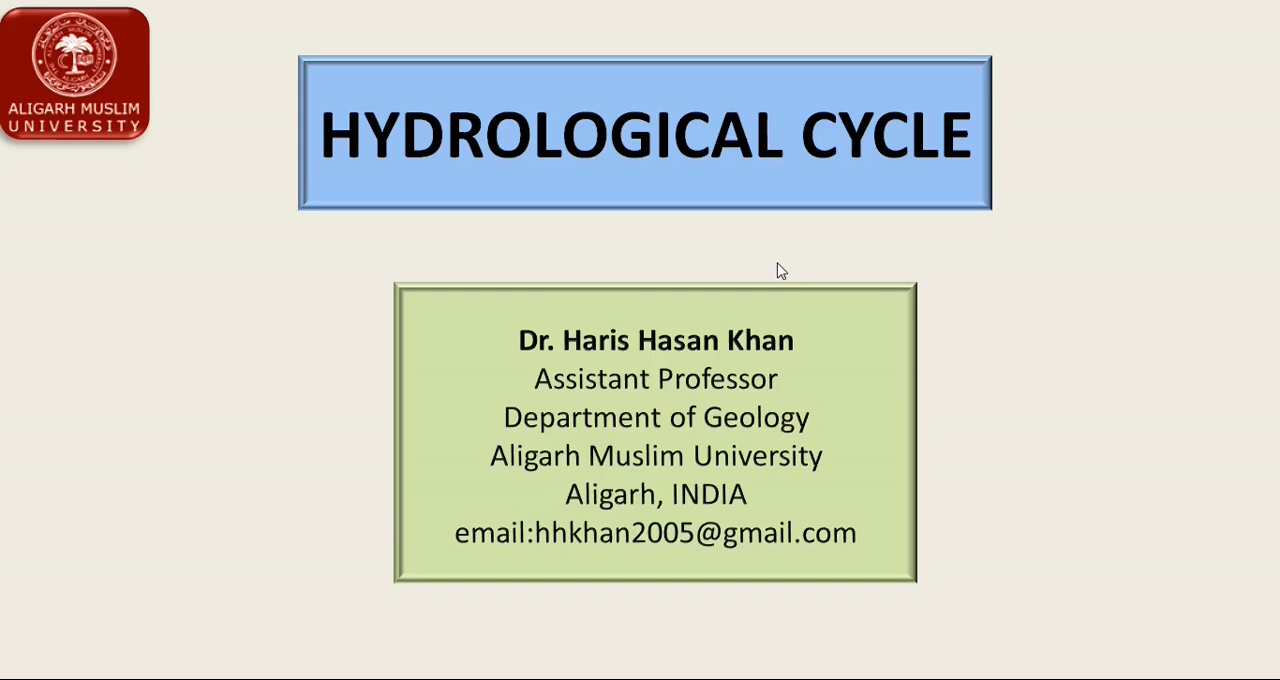 ALIGARH MUSLIM
UNIVERSITY
HYDROLOGICAL CYCLE
Dr. Haris Hasan Khan
Assistant Professor
Department of Geology
Aligarh Muslim University
Aligarh, INDIA
email:hhkhan2005@gmail.com